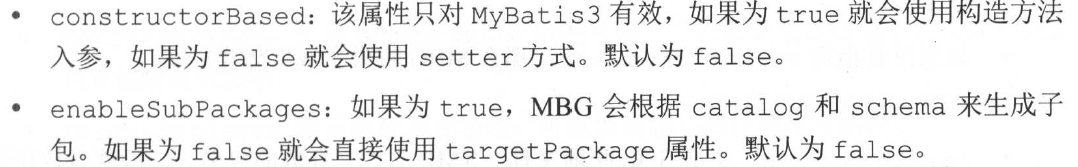 • constructorBased：该属性只对 MyBatis3 有效，如果为 true 就会使用构造方法
入参，如果为 false 就会使用 setter 方式。默认为 false。
• enableSubPackages：如果为 true，MBG 会根据 catalog 和 schema 来生成子
包。如果为 false 就会直接使用 targetPackage 属性。默认为 false。